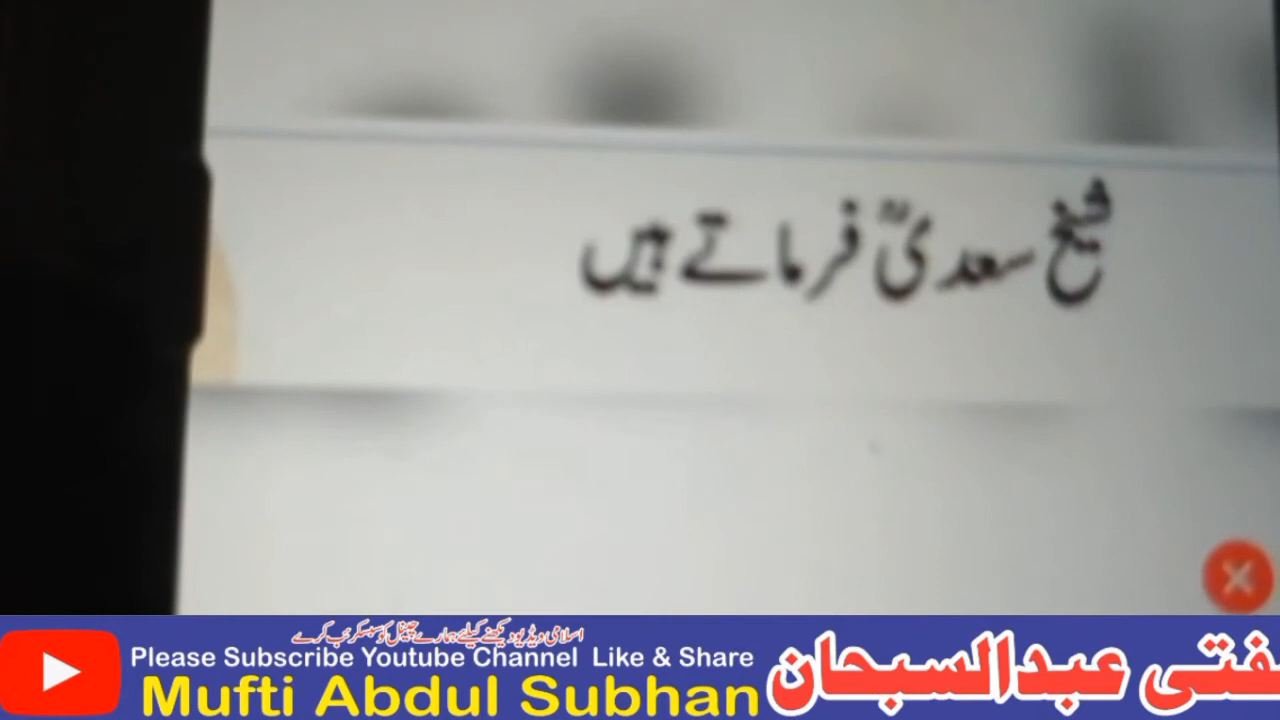 شیخ سعدیؒ فرماتے ہیں
اسلامی ویڈیو دیکھنے کیلئے ہمارے چینل کو سبسکرئب کرے
Please Subscribe Youtube Channel Like & Share
Mufti Abdul Subhan
مفتی عبدالسبحان